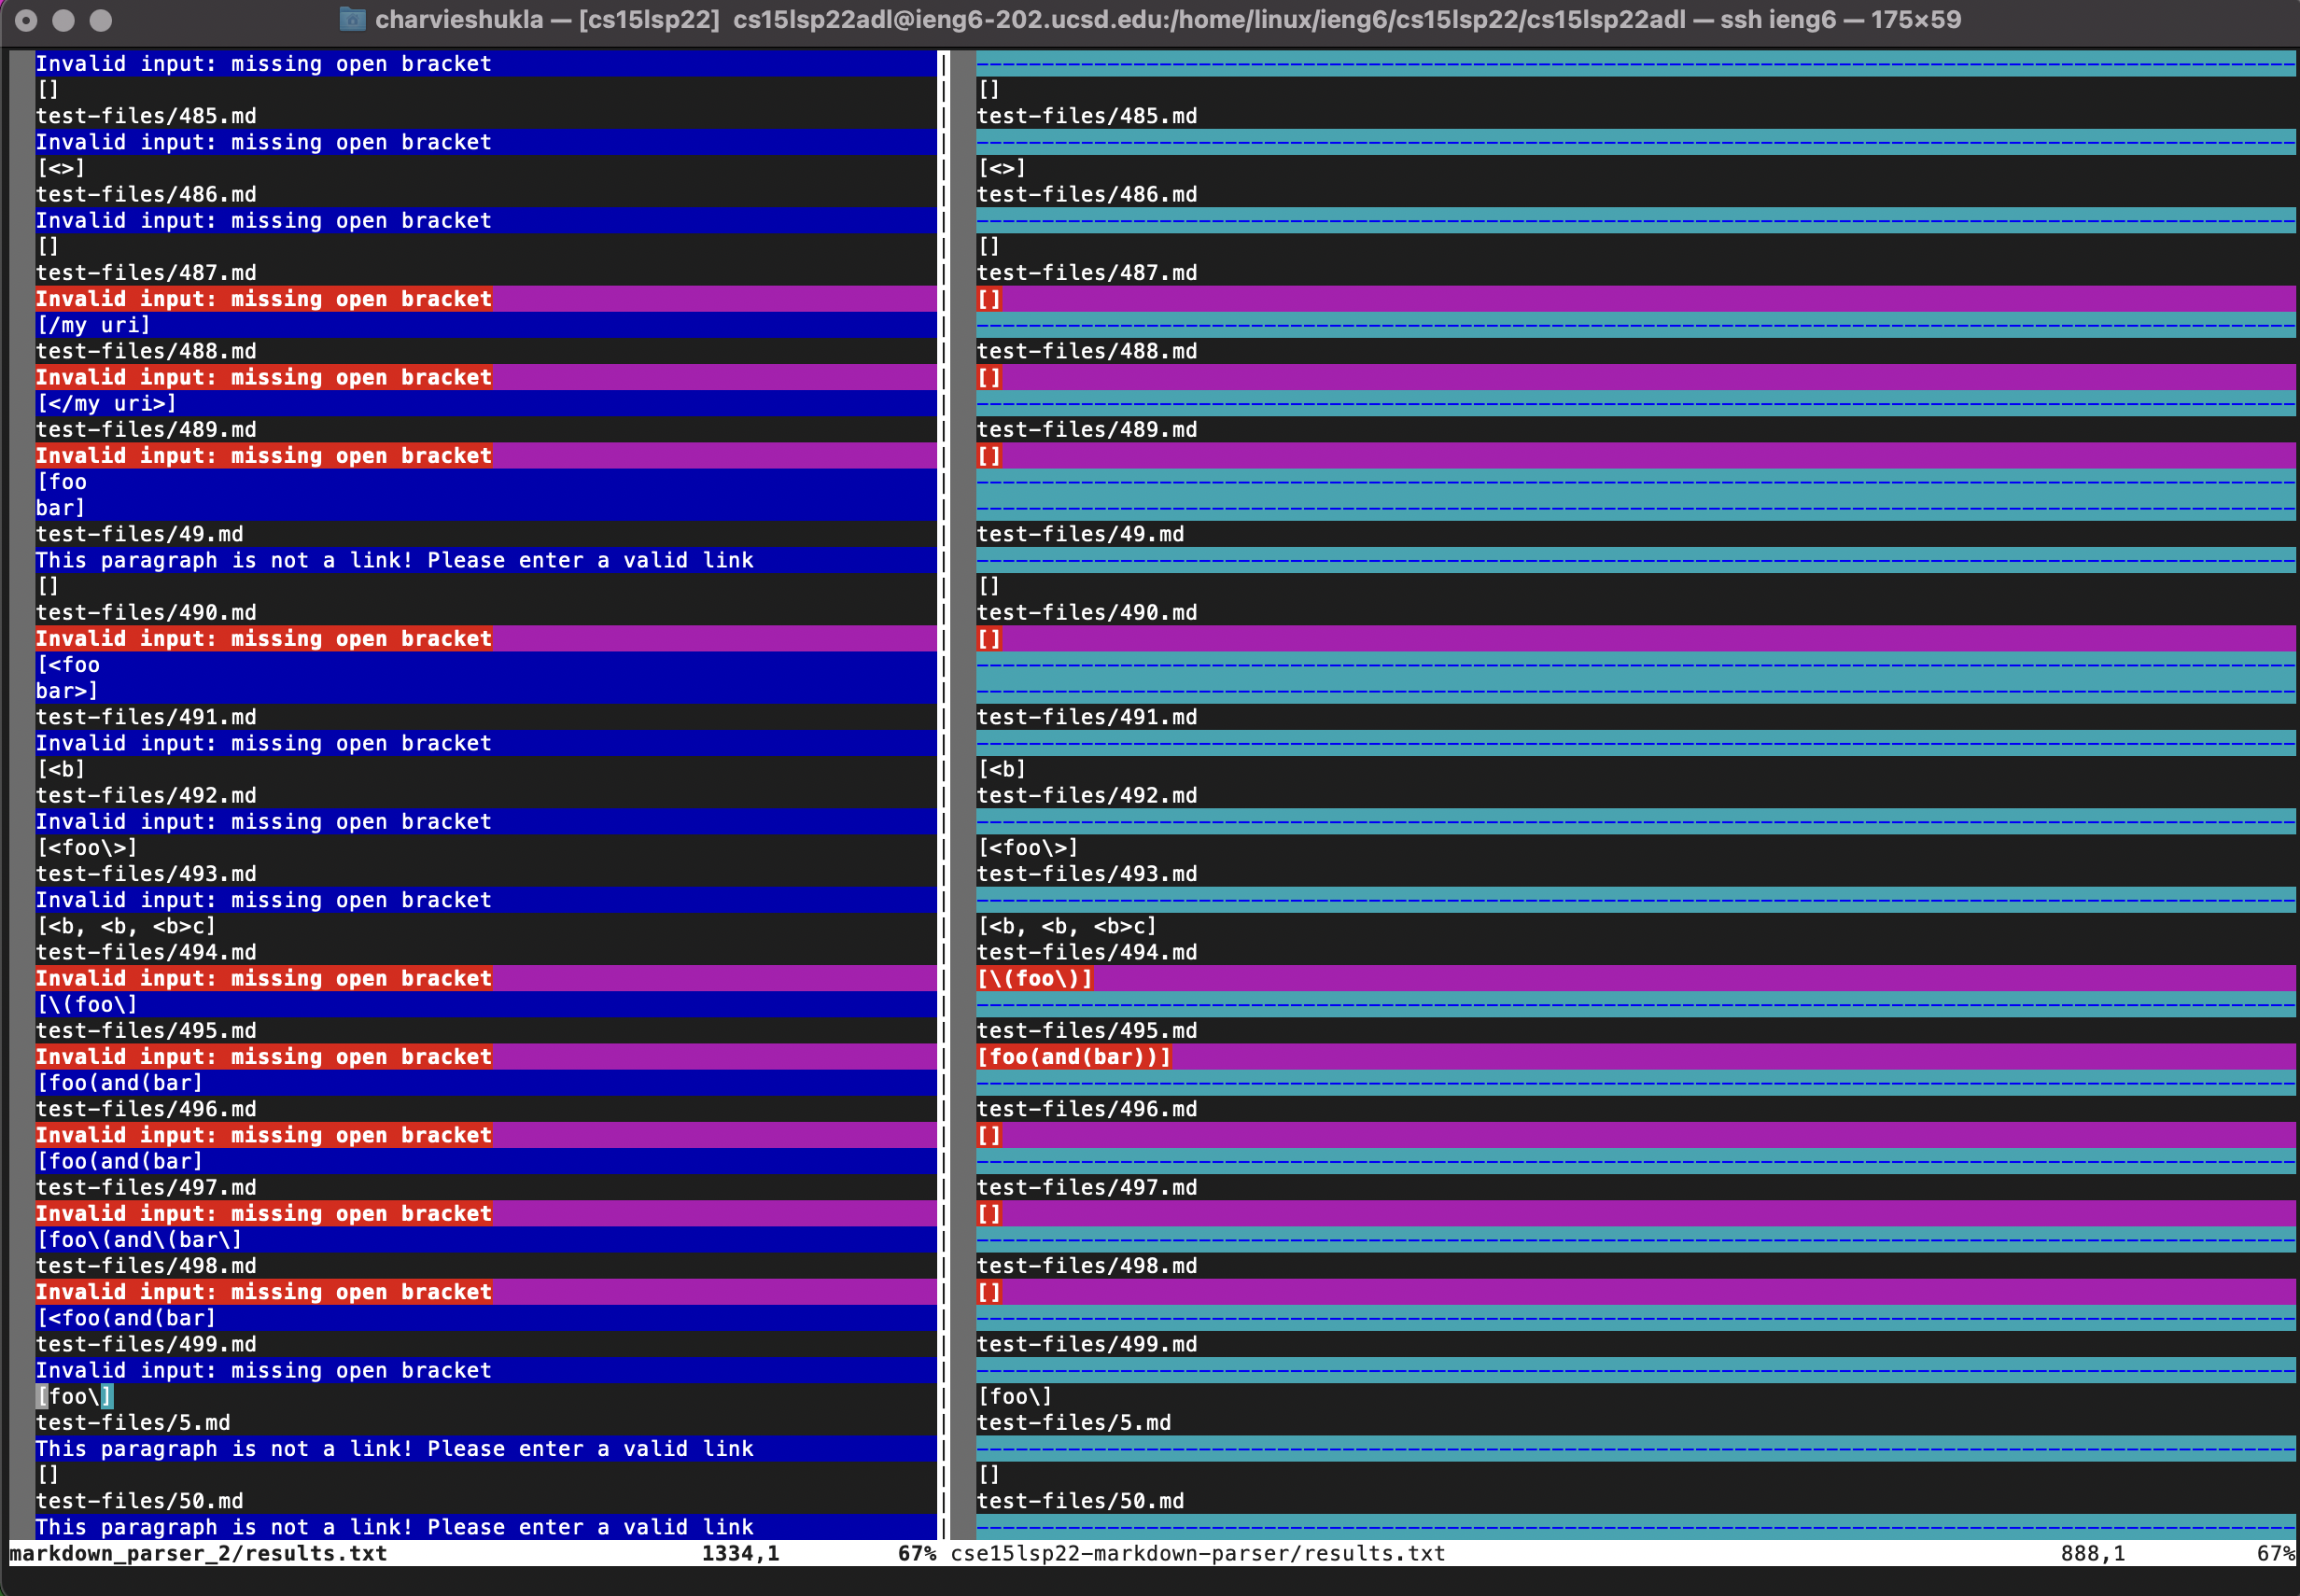 charvieshukla — [cs15lsp22] cs15lsp22adl@ieng6-202.ucsd.edu:/home/linux/ieng6/cs15lsp22/cs15lsp22adl — ssh ieng6 — 175×59
Invalid input: missing open bracket
[]
test-files/485.md
Invalid input: missing open bracket
[<>]
test-files/486.md
Invalid input: missing open bracket
[]
test-files/487.md
Invalid input: missing open bracket
[/my uri]
test-files/488.md
Invalid input: missing open bracket
[</my uri>]
test-files/489.md
Invalid input: missing open bracket
[foo
bar]
test-files/49.md
This paragraph is not a link! Please enter a valid link
[]
test-files/490.md
Invalid input: missing open bracket
[<foo
bar>]
test-files/491.md
Invalid input: missing open bracket
[<b]
test-files/492.md
Invalid input: missing open bracket
[<foo\>]
test-files/493.md
Invalid input: missing open bracket
[<b, <b, <b>c]
test-files/494.md
Invalid input: missing open bracket
[\(foo\]
test-files/495.md
Invalid input: missing open bracket
[foo(and(bar]
test-files/496.md
Invalid input: missing open bracket
[foo(and(bar]
test-files/497.md
Invalid input: missing open bracket
[foo\(and\(bar\]
test-files/498.md
Invalid input: missing open bracket
[<foo(and(bar]
test-files/499.md
Invalid input: missing open bracket
[foo\]
test-files/5.md
This paragraph is not a link! Please enter a valid link
[]
test-files/50.md
This paragraph is not a link! Please enter a valid link
markdown_parser_2/results.txt 1334,1 67%
[]
test-files/485.md
[<>]
test-files/486.md
[]
test-files/487.md
[]
test-files/488.md
[]
test-files/489.md
[]
test-files/49.md
[]
test-files/490.md
[]
test-files/491.md
[<b]
test-files/492.md
[<foo\>]
test-files/493.md
[<b, <b, <b>c]
test-files/494.md
[\(foo\)]
test-files/495.md
[foo(and(bar))]
test-files/496.md
[]
test-files/497.md
[]
test-files/498.md
[]
test-files/499.md
[foo\]
test-files/5.md
[]
test-files/50.md
cse15lsp22-markdown-parser/results.txt 888,1 67%